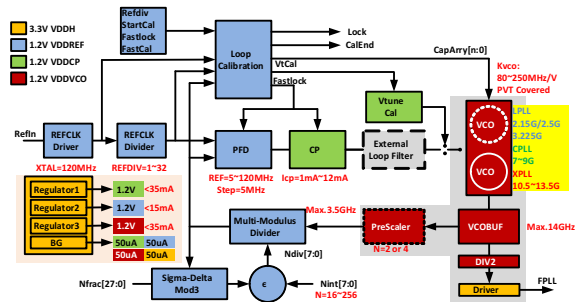 3.3V VDDH
1.2V VDDREF
1.2V VDDCP
1.2V VDDVCO
Refdiv
StartCal
Fastlock
FastCal
Loop
Calibration
Lock
CalEnd
VtCal
Fastlock
CapArry[n:0]
Kvco:
80~250MHz/V
PVT Covered
Vtune
Cal
RefIn
REFCLK
Driver
REFCLK
Divider
PFD
CP
External
Loop Filter
VCO
VCO
LPLL
2.15G/2.5G
3.225G
CPLL
7~9G
XPLL
10.5~13.5G
XTAL=120MHz
REFDIV=1~32
REF=5~120MHz
Step=5MHz
Icp=1mA~12mA
Regulator1
1.2V
<35mA
Regulator2
1.2V
<15mA
Regulator3
1.2V
<35mA
BG
50uA
50uA
50uA
50uA
Multi-Modulus
Divider
Max.3.5GHz
PreScaler
N=2 or 4
VCOBUF
Max.14GHz
DIV2
Driver
FPLL
Ndiv[7:0]
Nfrac[27:0]
Sigma-Delta
Mod3
ϵ
Nint[7:0]
N=16~256